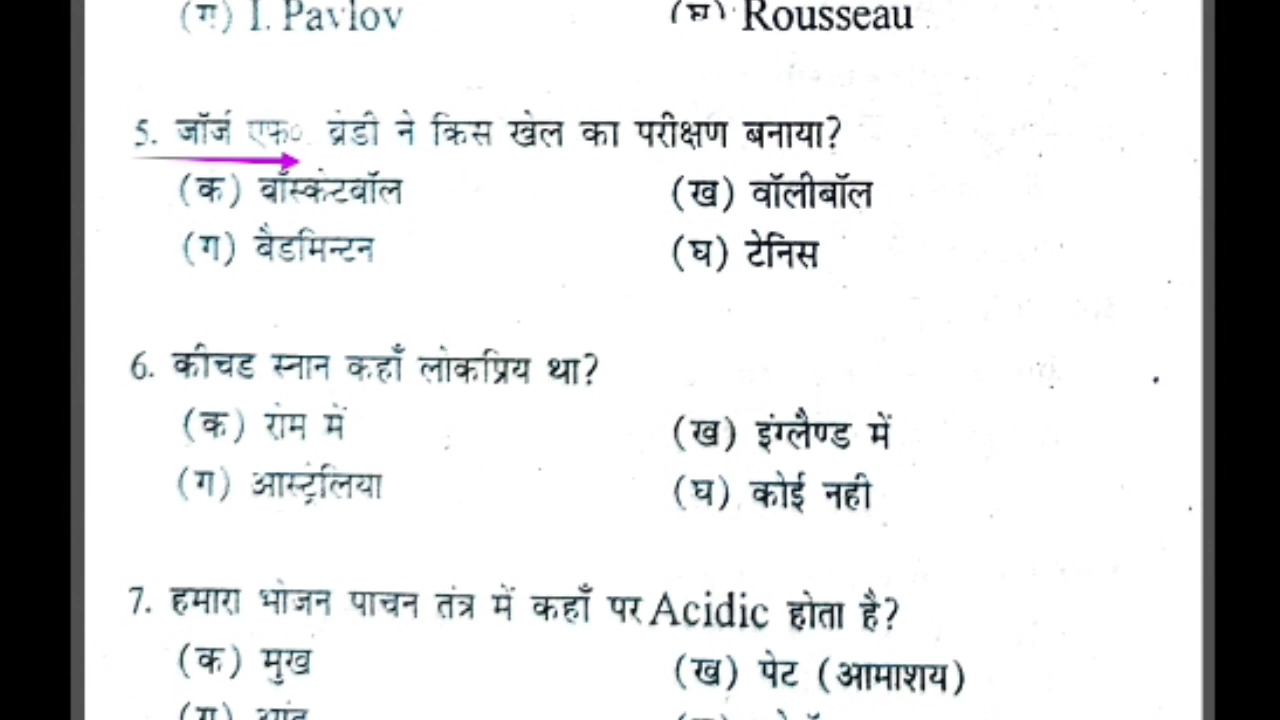 (ग) I. Pavlov (घ) Rousseau
5. जॉर्ज एफ० ब्रेडी ने किस खेल का परीक्षण बनाया?
(क) बॉस्केटबॉल (ख) वॉलीबॉल
(ग) बैडमिन्टन (घ) टेनिस
6. कीचड स्नान कहाँ लोकप्रिय था?
(क) रोम में (ख) इंग्लैण्ड में
(ग) आस्ट्रेलिया (घ) कोई नही
7. हमारा भोजन पाचन तंत्र में कहाँ पर Acidic होता है?
(क) मुख (ख) पेट (आमाशय)
(ग) आंत